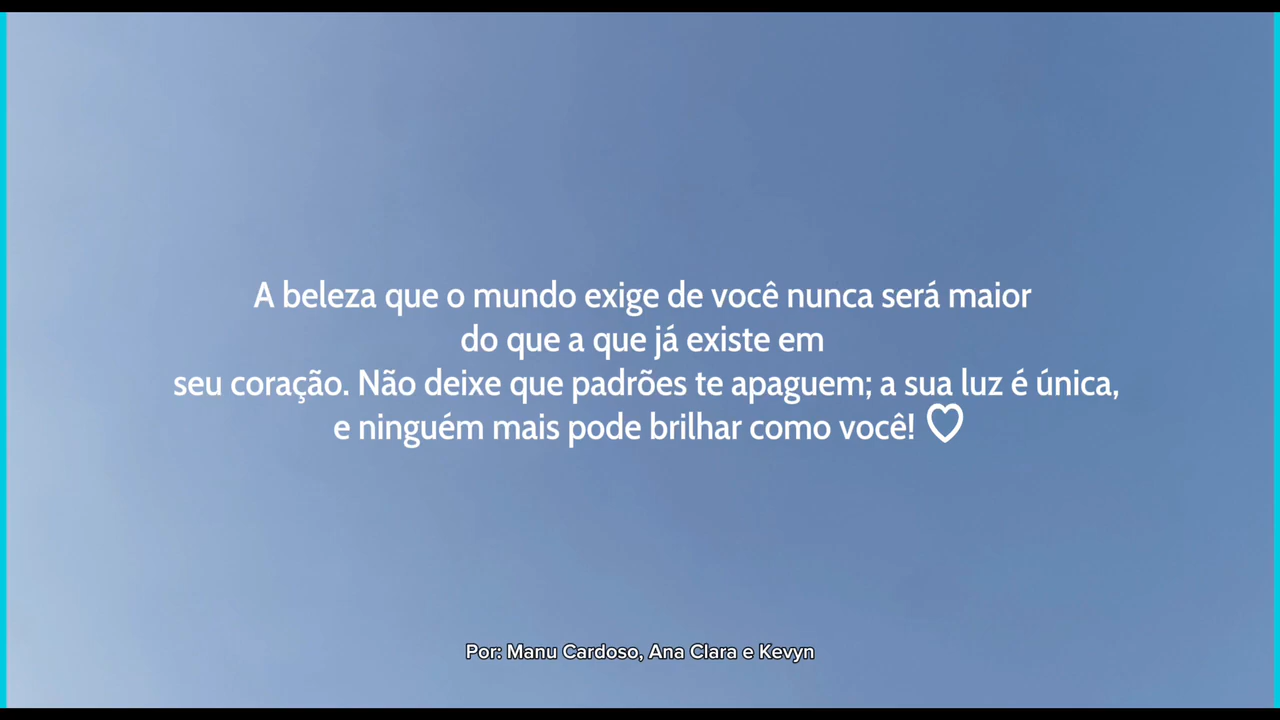 A beleza que o mundo exige de você nunca será maior
do que a que já existe em
seu coração. Não deixe que padrões te apaguem; a sua luz é única,
e ninguém mais pode brilhar como você! ♡
Por: Manu Cardoso, Ana Clara e Kevyn